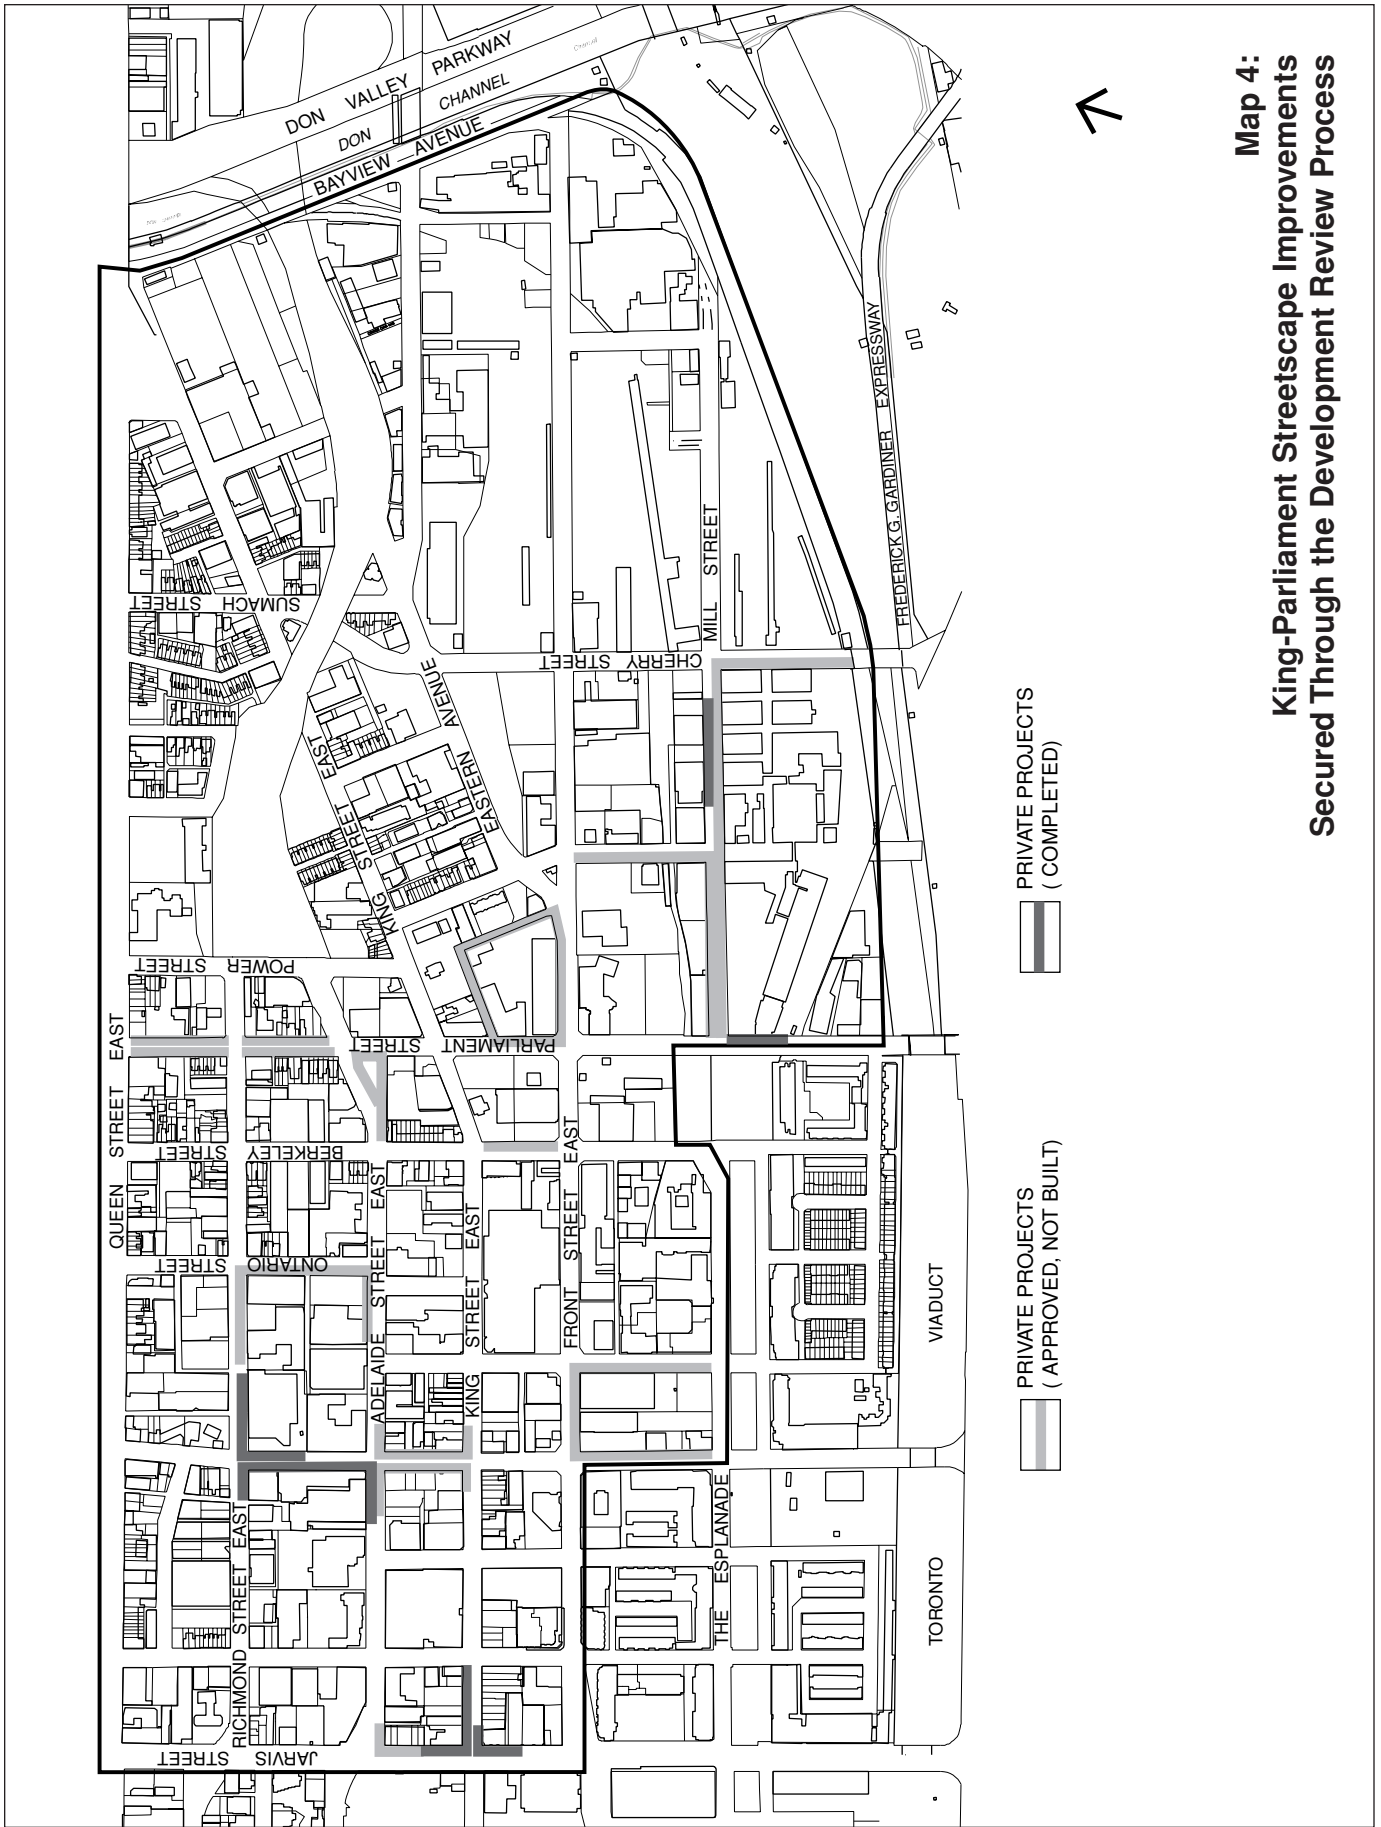 Map 4:
King-Parliament Streetscape Improvements
Secured Through the Development Review Process
PRIVATE PROJECTS
( APPROVED, NOT BUILT)
PRIVATE PROJECTS
( COMPLETED)
QUEEN STREET EAST
RICHMOND STREET EAST
ADELAIDE STREET EAST
KING STREET EAST
KING STREET EAST
FRONT STREET EAST
EASTERN AVENUE
THE ESPLANADE
MILL STREET
TORONTO VIADUCT
FREDERICK G. GARDINER EXPRESSWAY
JARVIS STREET
ONTARIO STREET
BERKELEY STREET
PARLIAMENT STREET
POWER STREET
CHERRY STREET
SUMACH STREET
BAYVIEW AVENUE
DON CHANNEL
DON VALLEY PARKWAY